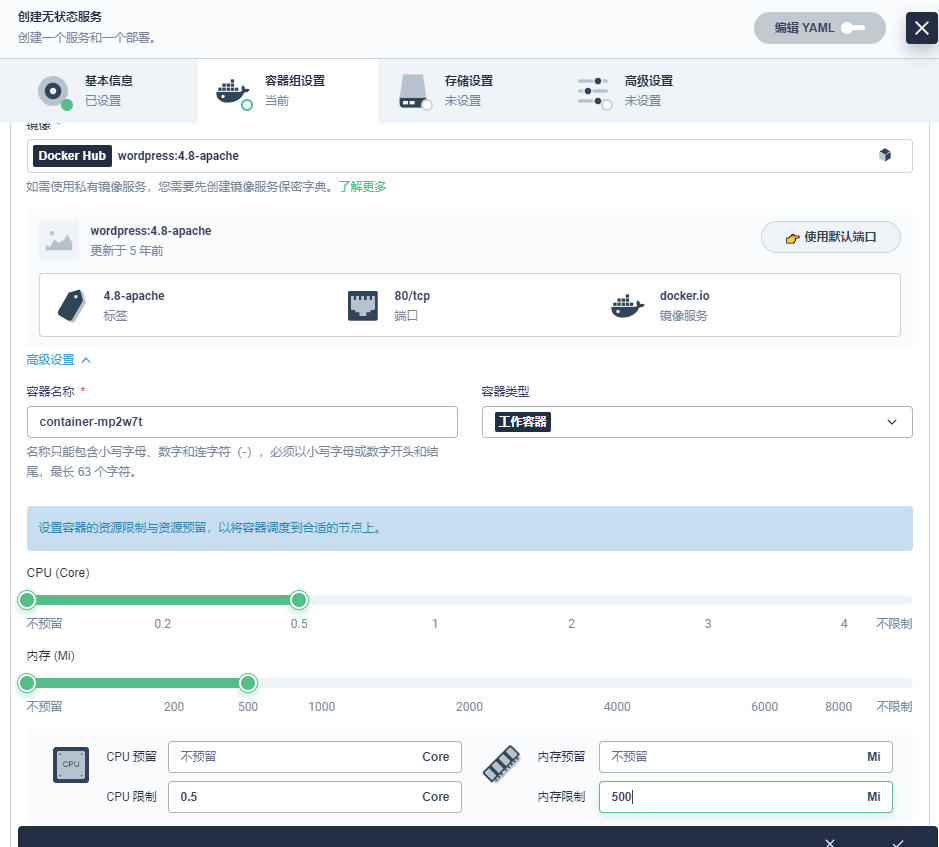 创建无状态服务
创建一个服务和一个部署。
编辑 YAML
基本信息
已设置
容器组设置
当前
存储设置
未设置
高级设置
未设置
镜像 *
Docker Hub wordpress:4.8-apache
如需使用私有镜像服务，您需要先创建镜像服务保密字典。了解更多
wordpress:4.8-apache
更新于 5 年前
使用默认端口
4.8-apache
标签
80/tcp
端口
docker.io
镜像服务
高级设置
容器名称 *
容器类型
container-mp2w7t
工作容器
名称只能包含小写字母、数字和连字符（-），必须以小写字母或数字开头和结
尾，最长 63 个字符。
设置容器的资源限制与资源预留，以将容器调度到合适的节点上。
CPU (Core)
不预留 0.2 0.5 1 2 3 4 不限制
内存 (Mi)
不预留 200 500 1000 2000 4000 6000 8000 不限制
CPU
CPU 预留 不预留 Core
内存预留 不预留 Mi
CPU 限制 0.5 Core
内存限制 500 Mi